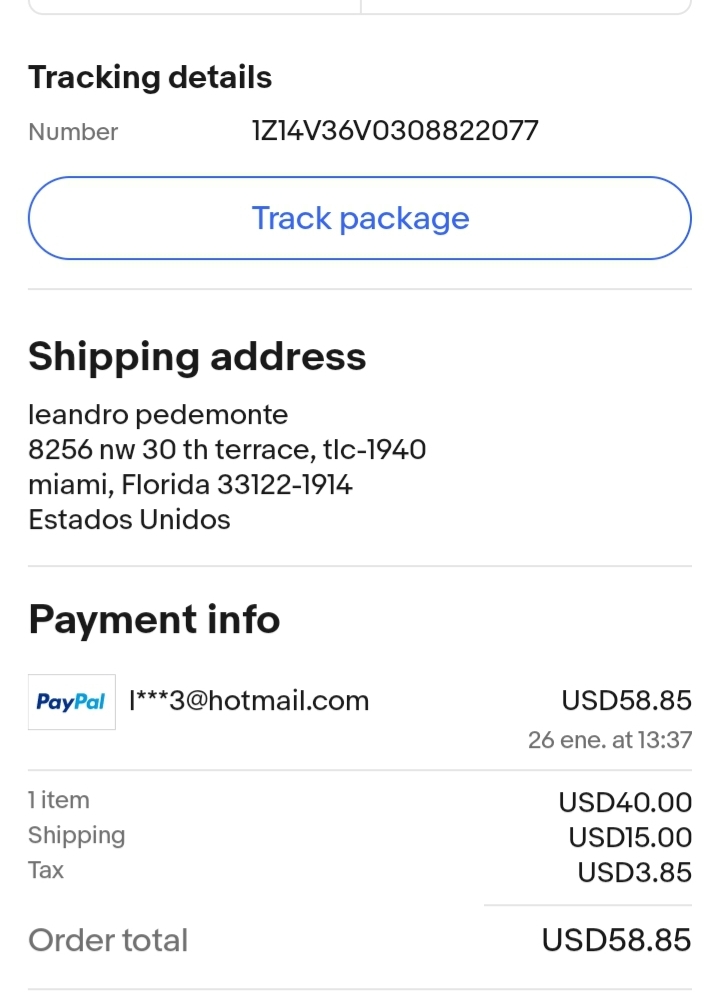 Tracking details
Number 1Z14V36V0308822077
Track package
Shipping address
leandro pedemonte
8256 nw 30 th terrace, tlc-1940
miami, Florida 33122-1914
Estados Unidos
Payment info
PayPal l***3@hotmail.com USD58.85
26 ene. at 13:37
1 item USD40.00
Shipping USD15.00
Tax USD3.85
Order total USD58.85